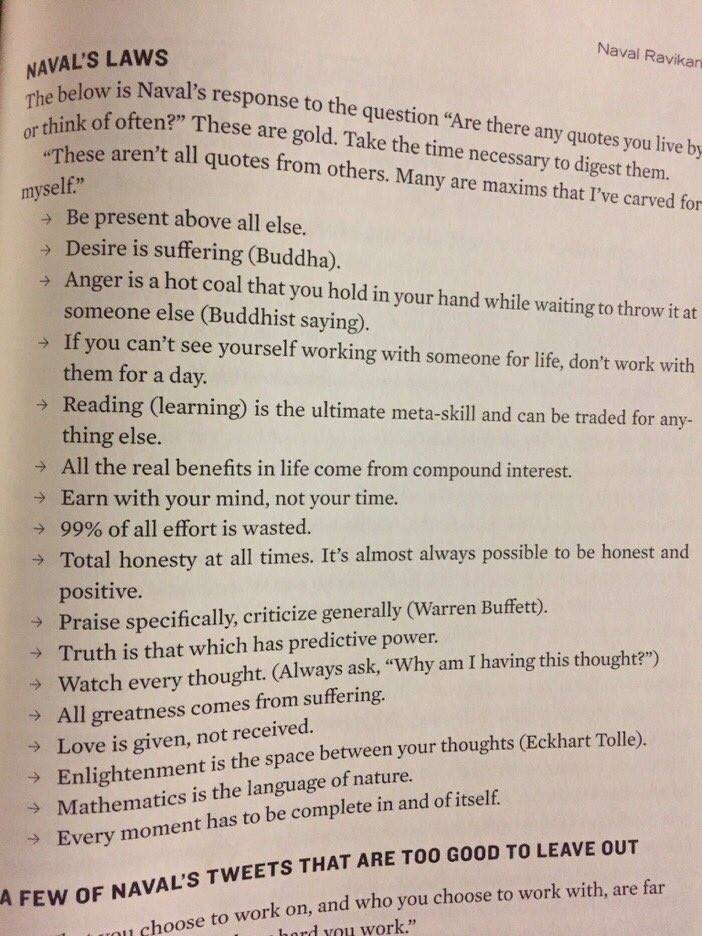 Naval Ravikan
NAVAL'S LAWS
The below is Naval's response to the question “Are there any quotes you live by
or think of often?” These are gold. Take the time necessary to digest them.
“These aren't all quotes from others. Many are maxims that I've carved for
myself.”
→ Be present above all else.
→ Desire is suffering (Buddha).
→ Anger is a hot coal that you hold in your hand while waiting to throw it at
someone else (Buddhist saying).
→ If you can't see yourself working with someone for life, don't work with
them for a day.
→ Reading (learning) is the ultimate meta-skill and can be traded for any-
thing else.
→ All the real benefits in life come from compound interest.
→ Earn with your mind, not your time.
→ 99% of all effort is wasted.
→ Total honesty at all times. It's almost always possible to be honest and
positive.
→ Praise specifically, criticize generally (Warren Buffett).
→ Truth is that which has predictive power.
→ Watch every thought. (Always ask, “Why am I having this thought?”)
→ All greatness comes from suffering.
→ Love is given, not received.
→ Enlightenment is the space between your thoughts (Eckhart Tolle).
→ Mathematics is the language of nature.
→ Every moment has to be complete in and of itself.
A FEW OF NAVAL'S TWEETS THAT ARE TOO GOOD TO LEAVE OUT
you choose to work on, and who you choose to work with, are far
hard you work.”